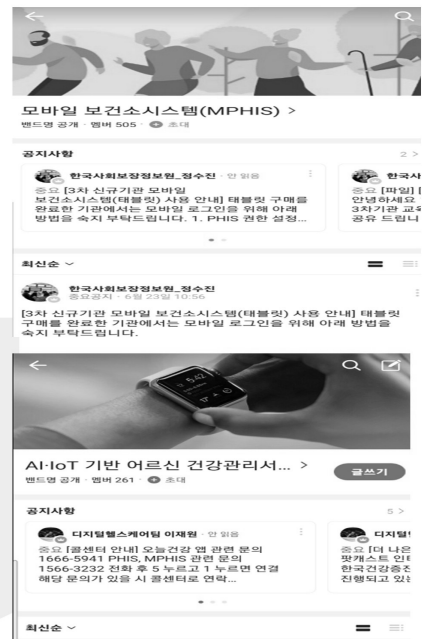 모바일 보건소시스템(MPHIS) >
밴드명 공개 · 멤버 505 · 초대
공지사항
2 >
한국사회보장정보원_정수진 · 안 읽음
중요 [3차 신규기관 모바일
보건소시스템(태블릿) 사용 안내] 태블릿 구매를
완료한 기관에서는 모바일 로그인을 위해 아래
방법을 숙지 부탁드립니다. 1. PHIS 권한 설정...
한국사
중요 [파일] [
안녕하세요
3차기관 교육
공유 드립니
최신순
한국사회보장정보원_정수진
중요공지 · 6월 23일 10:56
[3차 신규기관 모바일 보건소시스템(태블릿) 사용 안내] 태블릿
구매를 완료한 기관에서는 모바일 로그인을 위해 아래 방법을
숙지 부탁드립니다.
5:42
AI·IoT 기반 어르신 건강관리서... >
밴드명 공개 · 멤버 261 · 초대
글쓰기
공지사항
5 >
디지털헬스케어팀 이재원 · 안 읽음
중요 [콜센터 안내] 오늘건강 앱 관련 문의
1666-5941 PHIS, MPHIS 관련 문의
1566-3232 전화 후 5 누르고 1 누르면 연결
해당 문의가 있을 시 콜센터로 연락...
디지털
중요 [더 나은
팟캐스트 인터
한국건강증진
진행되고 있는
최신순